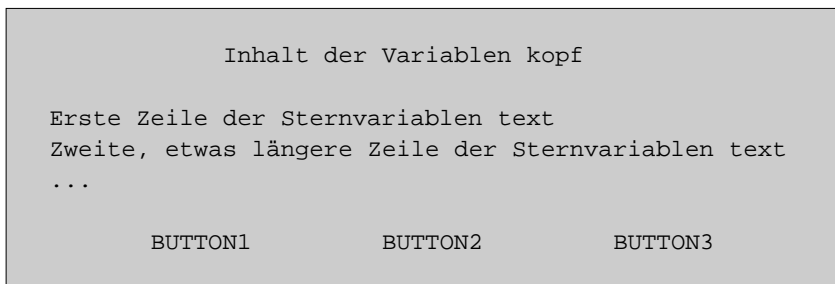 Inhalt der Variablen kopf
Erste Zeile der Sternvariablen text
Zweite, etwas längere Zeile der Sternvariablen text
...
BUTTON1 BUTTON2 BUTTON3